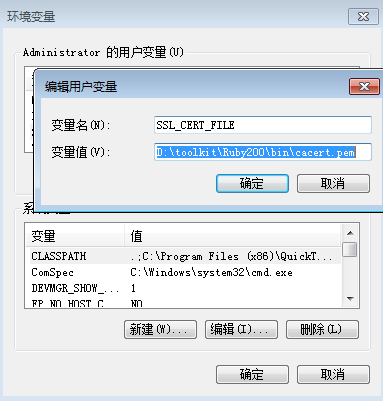 环境变量
Administrator 的用户变量(U)
编辑用户变量
变量名(N):
SSL_CERT_FILE
变量值(V):
D:\toolkit\Ruby200\bin\cacert.pem
确定
取消
变量
值
CLASSPATH
.;C:\Program Files (x86)\QuickT...
ComSpec
C:\Windows\system32\cmd.exe
DEVMGR_SHOW_...
1
FP_NO_HOST_C...
NO
新建(W)...
编辑(I)...
删除(L)
确定
取消